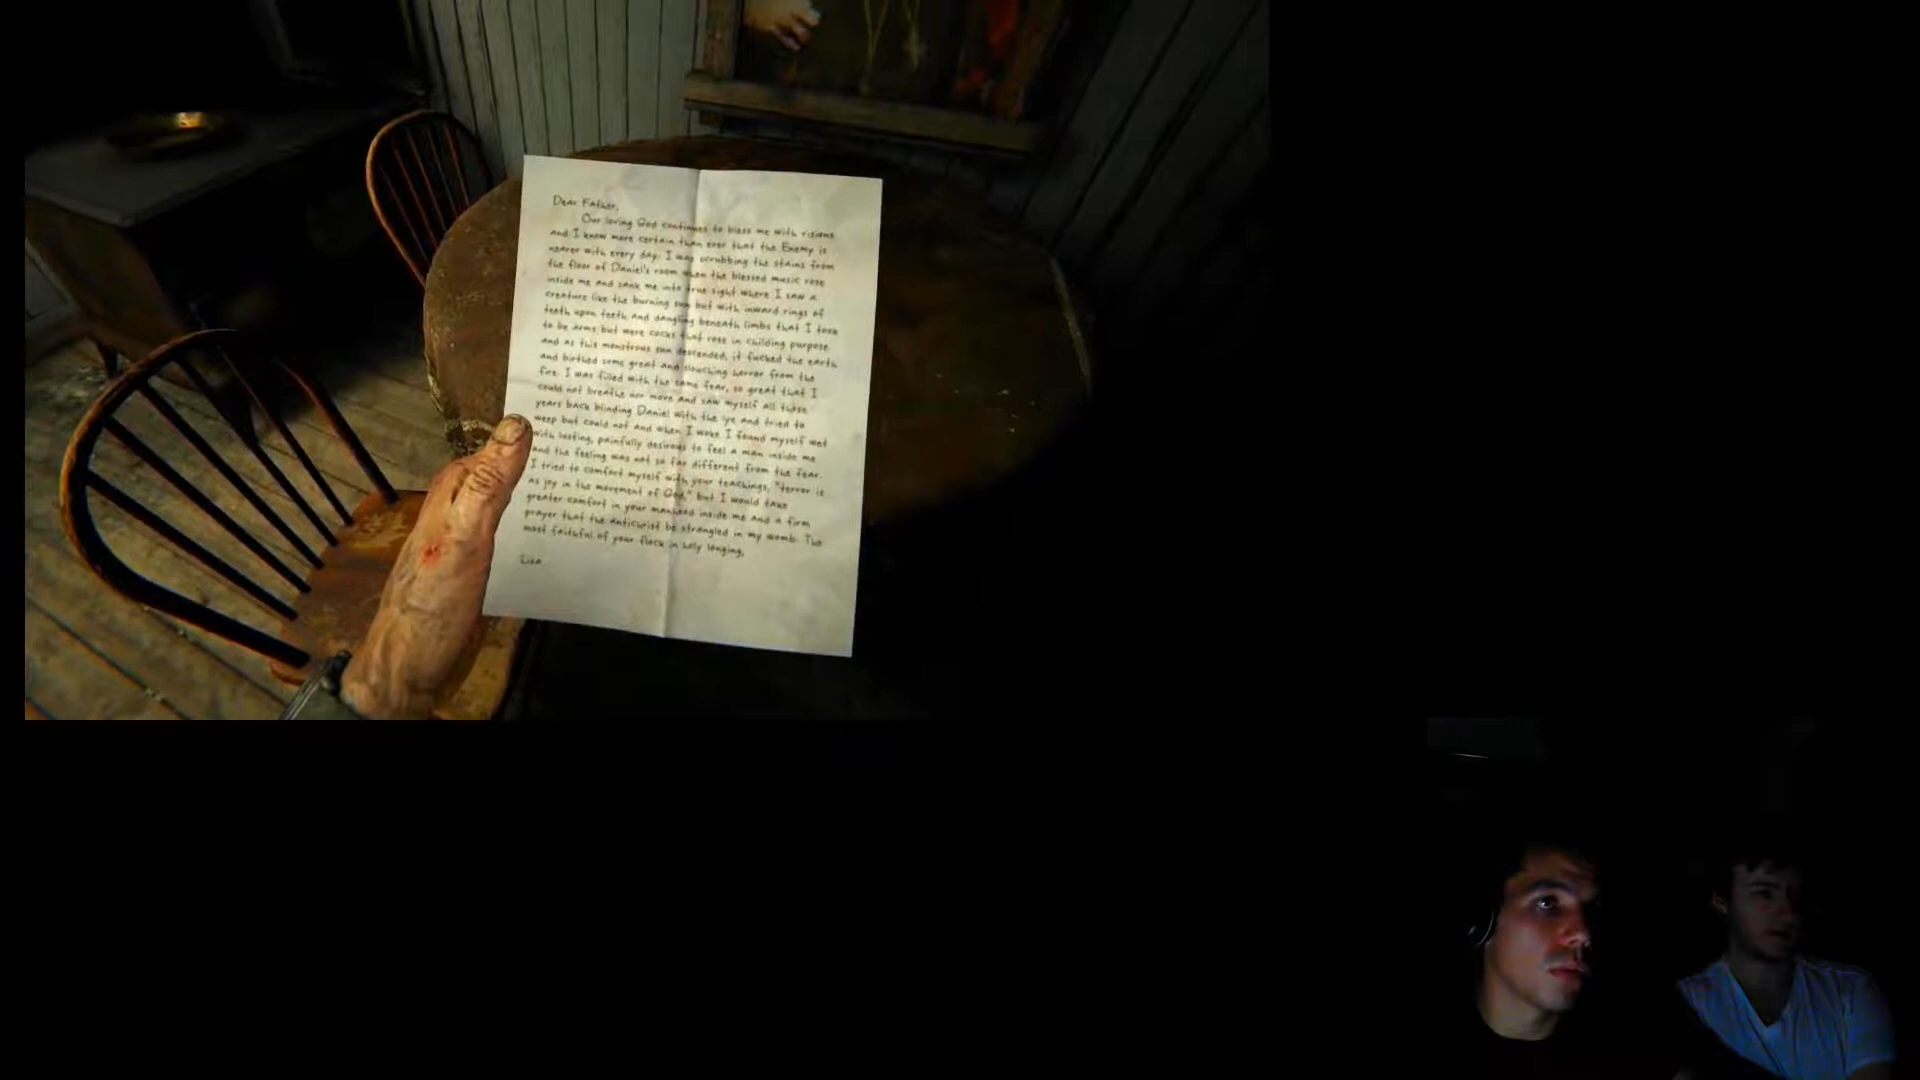 Dear Father,
Our loving God continues to bless me with visions
and I know more certain than ever that the Enemy is
nearer with every day. I was scrubbing the stains from
the floor of Daniel's room when the blessed music rose
inside me and sank me into true sight where I saw a
creature like the burning sun but with inward rings of
teeth upon teeth and dangling beneath limbs that I took
to be arms but were cocks that rose in childing purpose
and as this monstrous sun descended, it fucked the earth
and birthed some great and slouching horror from the
fire. I was filled with the same fear, so great that I
could not breathe nor move and saw myself all those
years back blinding Daniel with the lye and tried to
weep but could not and when I woke I found myself wet
with lusting, painfully desirous to feel a man inside me
and the feeling was not so far different from the fear.
I tried to comfort myself with your teachings, "terror is
as joy in the movement of God," but I would take
greater comfort in your manhood inside me and a firm
prayer that the antichrist be strangled in my womb. The
most faithful of your flock in holy longing,
Lisa